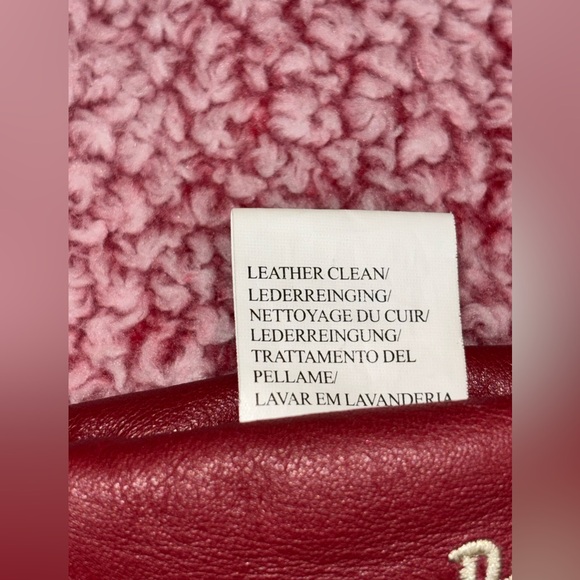 LEATHER CLEAN/
LEDERREINGING/
NETTOYAGE DU CUIR/
LEDERREINGUNG/
TRATTAMENTO DEL
PELLAME/
LAVAR EM LAVANDERIA